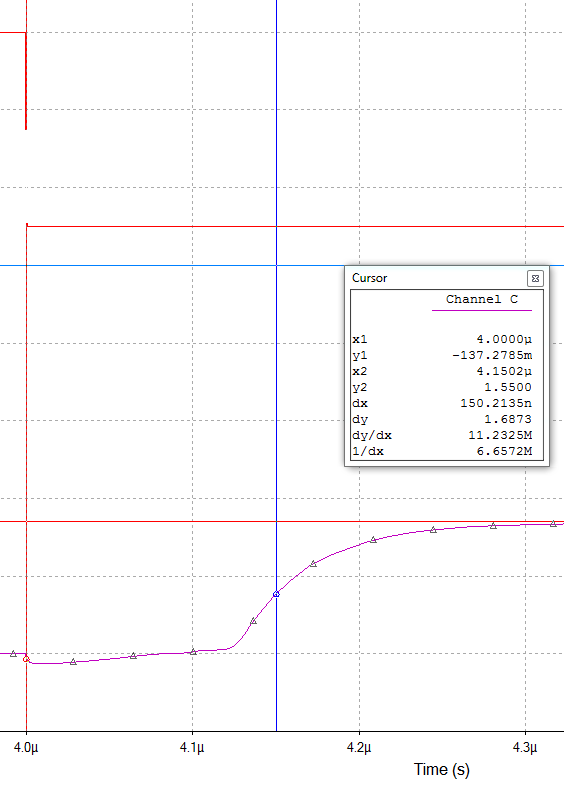 Cursor
Channel C
x1 4.0000µ
y1 -137.2785m
x2 4.1502µ
y2 1.5500
dx 150.2135n
dy 1.6873
dy/dx 11.2325M
1/dx 6.6572M
4.0µ 4.1µ 4.2µ 4.3µ
Time (s)